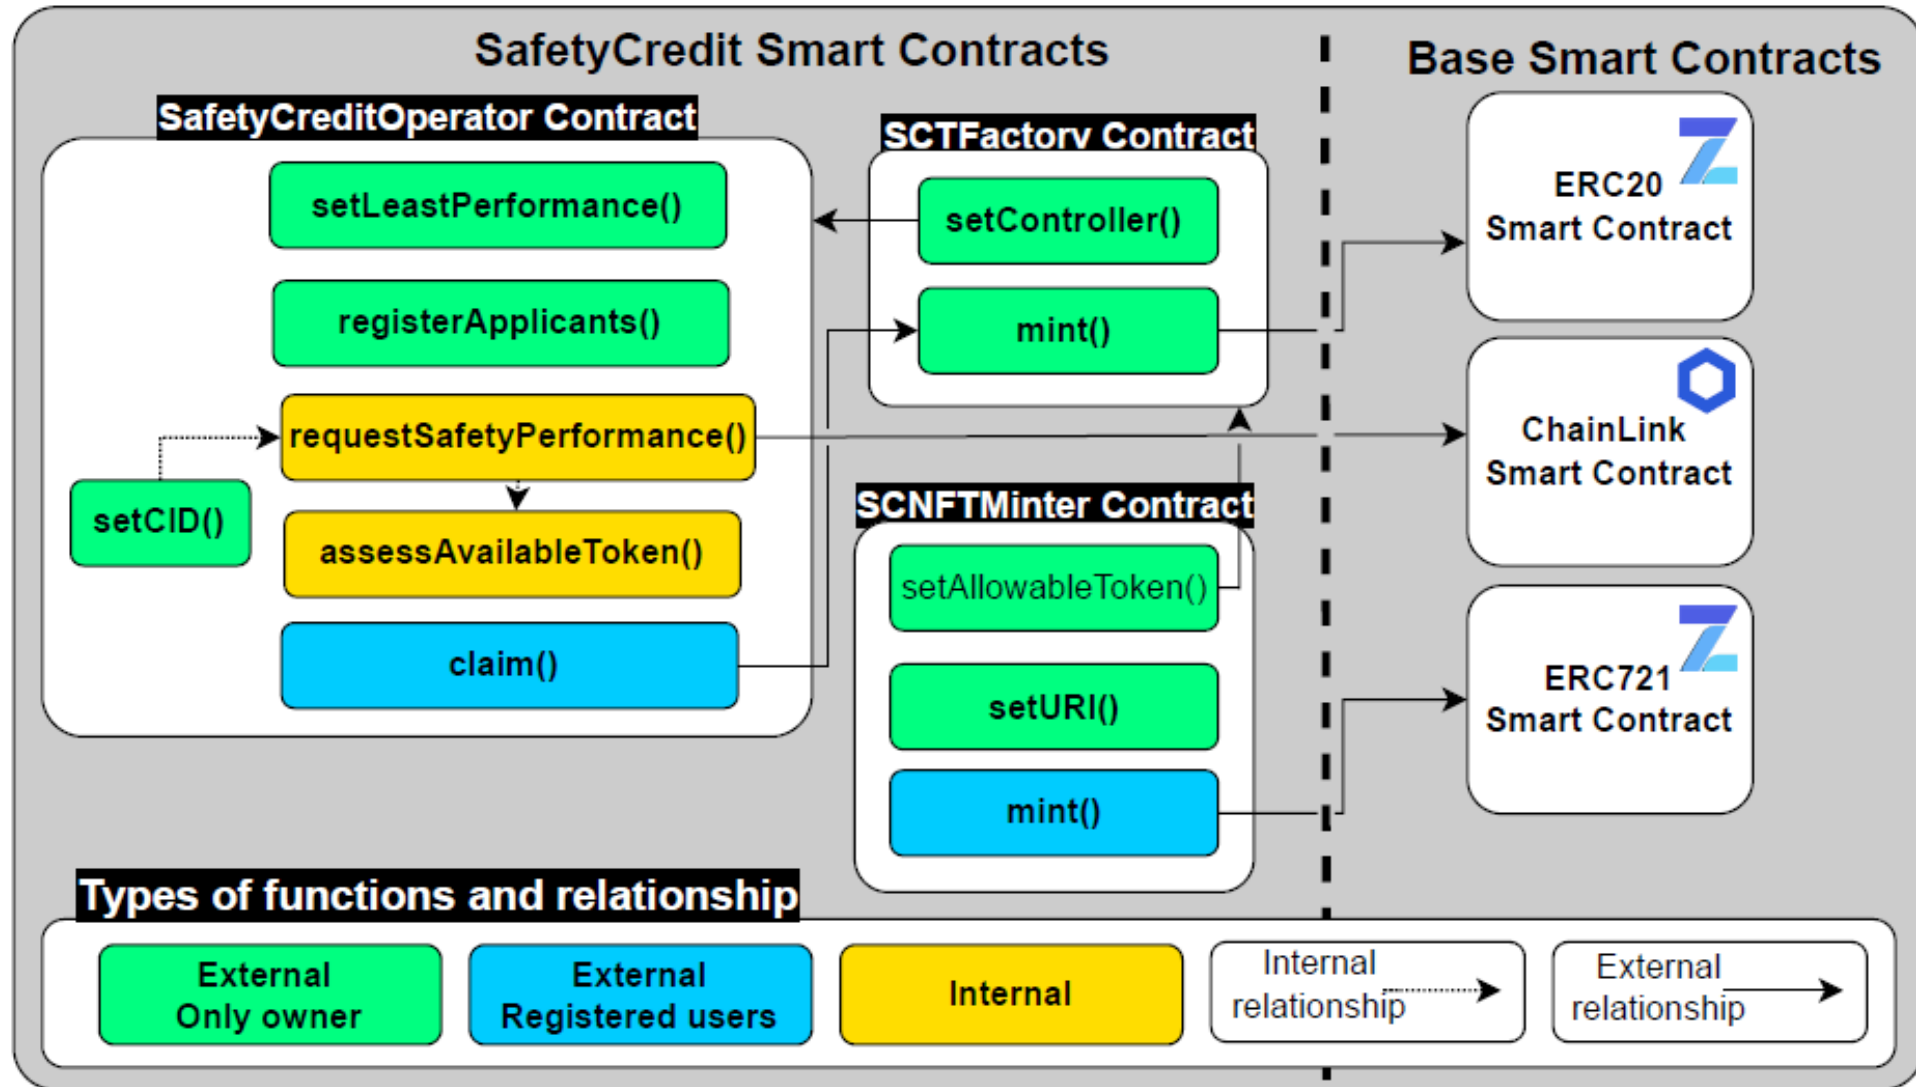 SafetyCredit Smart Contracts
Base Smart Contracts
SafetyCreditOperator Contract
setLeastPerformance()
registerApplicants()
requestSafetyPerformance()
setCID()
assessAvailableToken()
claim()
SCTFactory Contract
setController()
mint()
SCNFTMinter Contract
setAllowableToken()
setURI()
mint()
ERC20
Smart Contract
ChainLink
Smart Contract
ERC721
Smart Contract
Types of functions and relationship
External
Only owner
External
Registered users
Internal
Internal
relationship
External
relationship